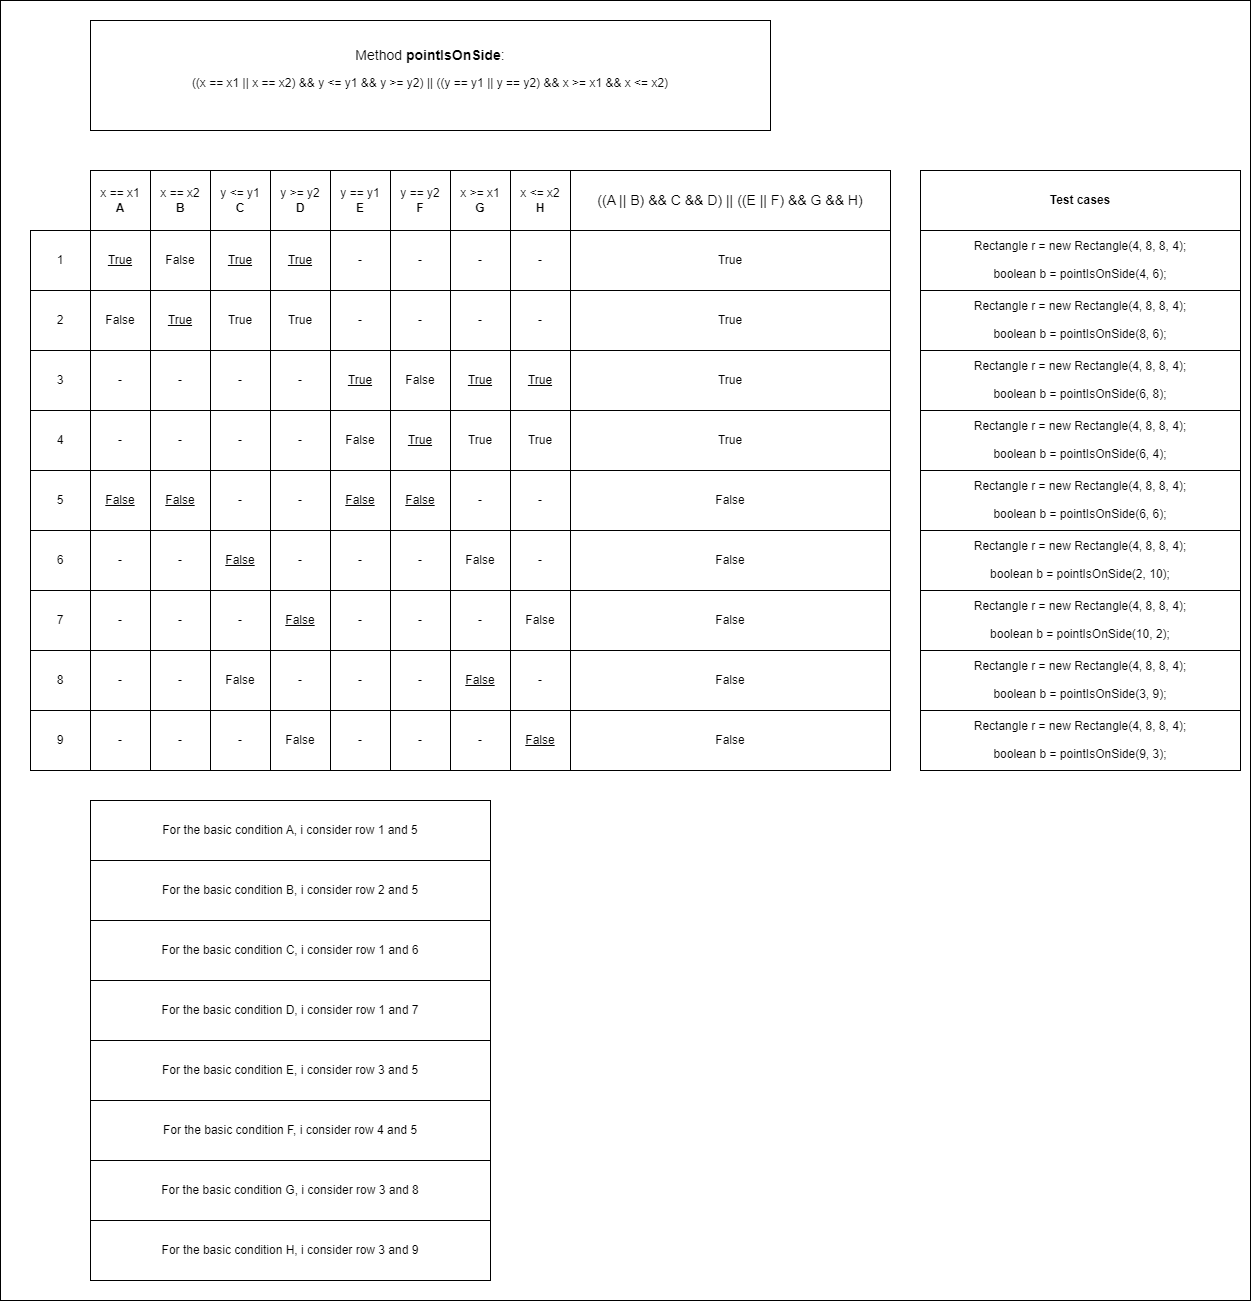 Method pointIsOnSide:
((x == x1 || x == x2) && y <= y1 && y >= y2) || ((y == y1 || y == y2) && x >= x1 && x <= x2)
x == x1 x == x2 y <= y1 y >= y2 y == y1 y == y2 x >= x1 x <= x2
A B C D E F G H
((A || B) && C && D) || ((E || F) && G && H)
Test cases
1 True False True True - - - - True
Rectangle r = new Rectangle(4, 8, 8, 4);
boolean b = pointIsOnSide(4, 6);
2 False True True True - - - - True
Rectangle r = new Rectangle(4, 8, 8, 4);
boolean b = pointIsOnSide(8, 6);
3 - - - - True False True True True
Rectangle r = new Rectangle(4, 8, 8, 4);
boolean b = pointIsOnSide(6, 8);
4 - - - - False True True True True
Rectangle r = new Rectangle(4, 8, 8, 4);
boolean b = pointIsOnSide(6, 4);
5 False False - - False False - - False
Rectangle r = new Rectangle(4, 8, 8, 4);
boolean b = pointIsOnSide(6, 6);
6 - - False - - - False - False
Rectangle r = new Rectangle(4, 8, 8, 4);
boolean b = pointIsOnSide(2, 10);
7 - - - False - - - False False
Rectangle r = new Rectangle(4, 8, 8, 4);
boolean b = pointIsOnSide(10, 2);
8 - - False - - - False - False
Rectangle r = new Rectangle(4, 8, 8, 4);
boolean b = pointIsOnSide(3, 9);
9 - - - False - - - False False
Rectangle r = new Rectangle(4, 8, 8, 4);
boolean b = pointIsOnSide(9, 3);
For the basic condition A, i consider row 1 and 5
For the basic condition B, i consider row 2 and 5
For the basic condition C, i consider row 1 and 6
For the basic condition D, i consider row 1 and 7
For the basic condition E, i consider row 3 and 5
For the basic condition F, i consider row 4 and 5
For the basic condition G, i consider row 3 and 8
For the basic condition H, i consider row 3 and 9